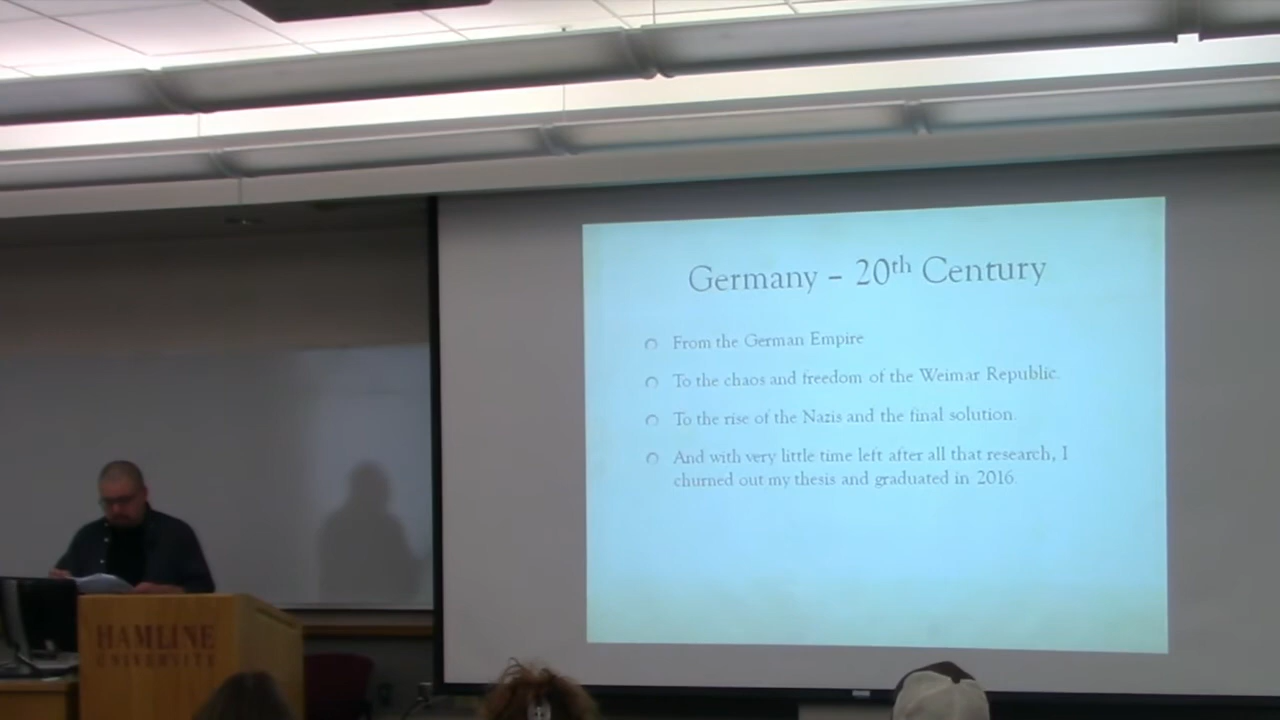 Germany – 20th Century
From the German Empire
To the chaos and freedom of the Weimar Republic.
To the rise of the Nazis and the final solution.
And with very little time left after all that research, I
churned out my thesis and graduated in 2016.
HAMLINE
UNIVERSITY